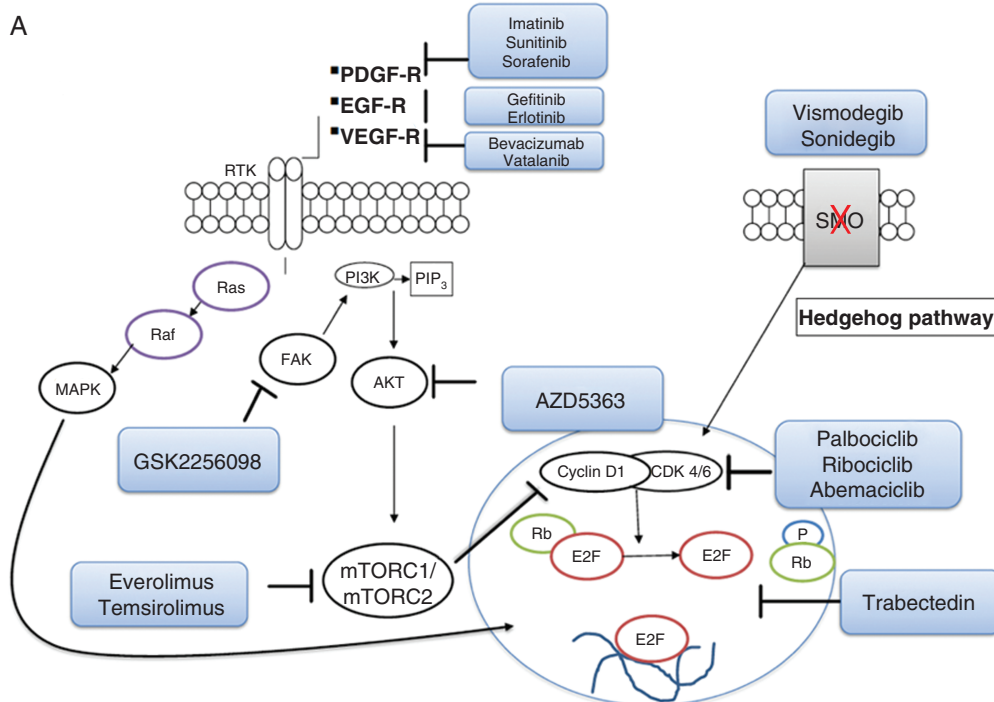 A
Imatinib
Sunitinib
Sorafenib
▪PDGF-R
▪EGF-R
▪VEGF-R
Gefitinib
Erlotinib
Bevacizumab
Vatalanib
Vismodegib
Sonidegib
RTK
SMO
Hedgehog pathway
Ras
Raf
MAPK
PI3K
PIP3
FAK
AKT
GSK2256098
AZD5363
Palbociclib
Ribociclib
Abemaciclib
Cyclin D1
CDK 4/6
Rb
E2F
E2F
P
Rb
Everolimus
Temsirolimus
mTORC1/
mTORC2
Trabectedin
E2F